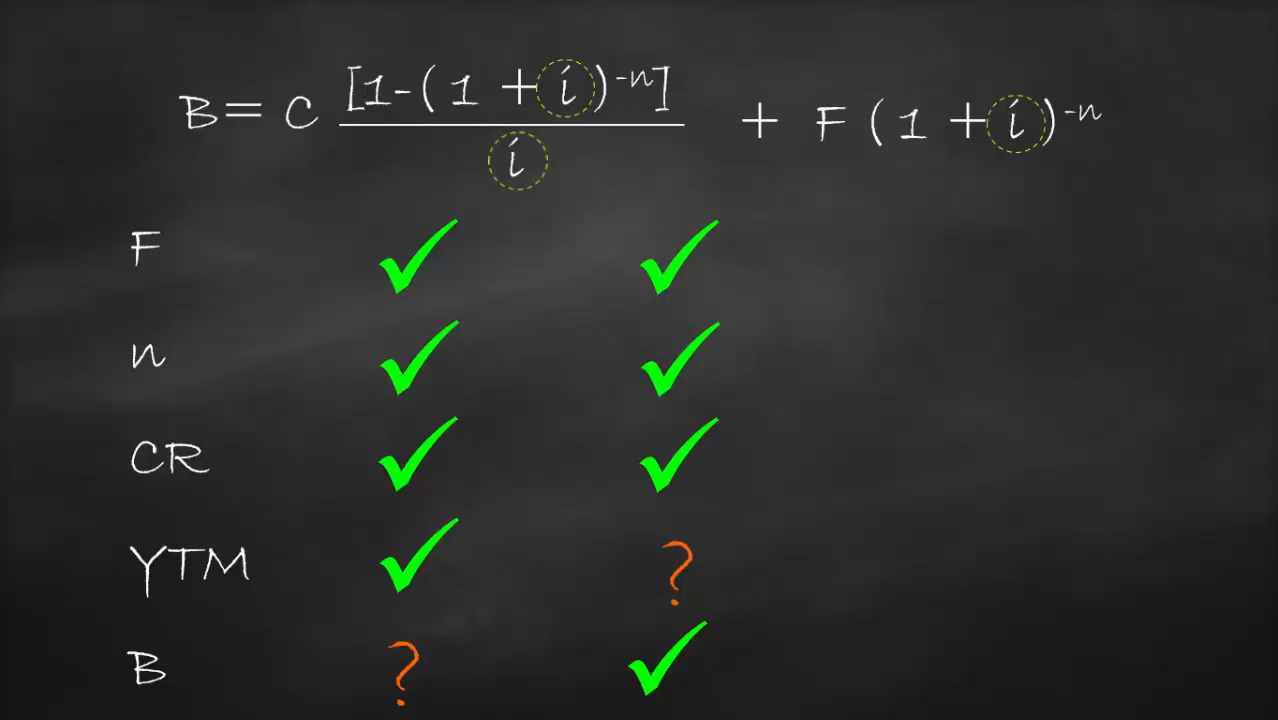 B= C [1-(1 +i)-n] / i + F(1 +i)-n
F
n
CR
YTM ?
B ?